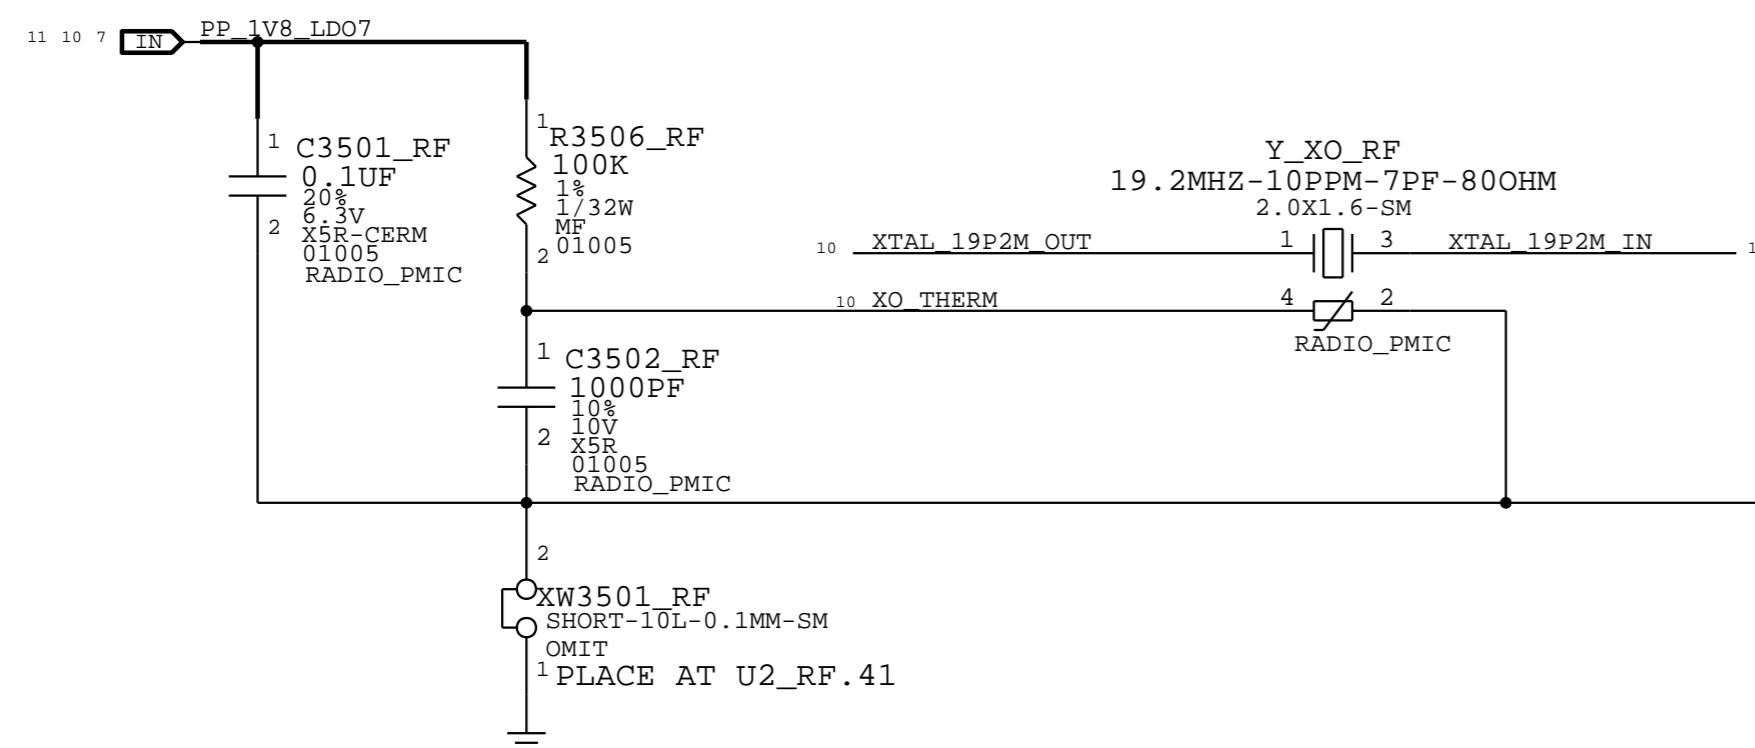 11 10 7 IN PP_1V8_LDO7
1
C3501_RF
0.1UF
20%
6.3V
2
X5R-CERM
01005
RADIO_PMIC
1
R3506_RF
100K
1%
1/32W
MF
01005
2
Y_XO_RF
19.2MHZ-10PPM-7PF-80OHM
2.0X1.6-SM
10 XTAL_19P2M_OUT 1 3 XTAL_19P2M_IN 1
10 XO_THERM 4 2
RADIO_PMIC
1
C3502_RF
1000PF
10%
10V
2
X5R
01005
RADIO_PMIC
2
XW3501_RF
SHORT-10L-0.1MM-SM
OMIT
1 PLACE AT U2_RF.41